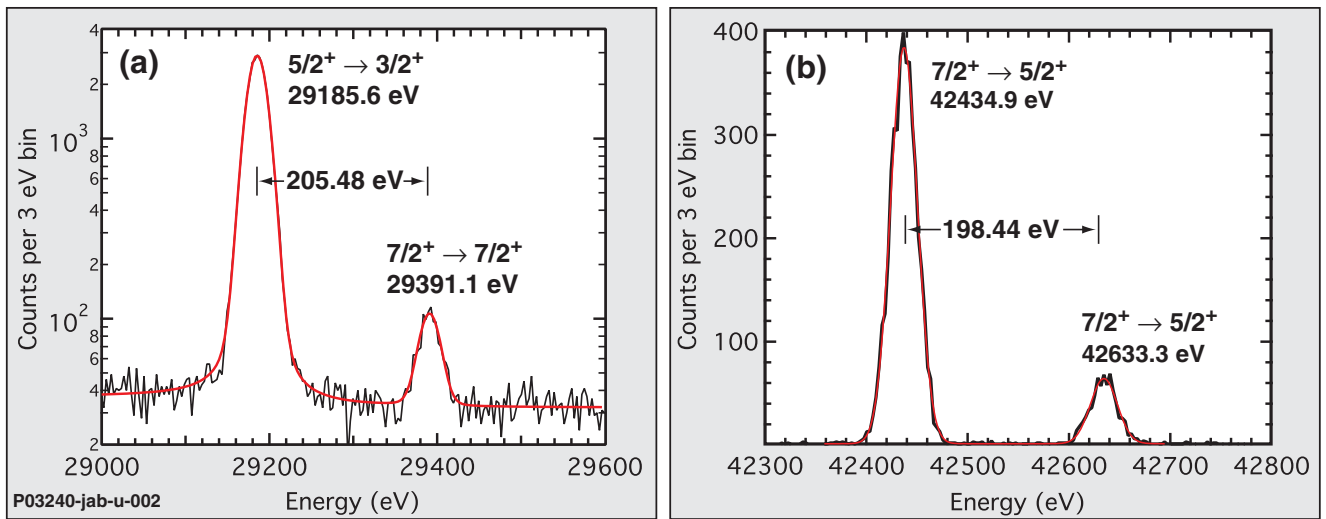 (a)
5/2+ → 3/2+
29185.6 eV
205.48 eV
7/2+ → 7/2+
29391.1 eV
4
2
10³
8
6
4
2
10²
8
6
4
2
Counts per 3 eV bin
29000 29200 29400 29600
Energy (eV)
P03240-jab-u-002
(b)
7/2+ → 5/2+
42434.9 eV
198.44 eV
7/2+ → 5/2+
42633.3 eV
400
300
200
100
Counts per 3 eV bin
42300 42400 42500 42600 42700 42800
Energy (eV)